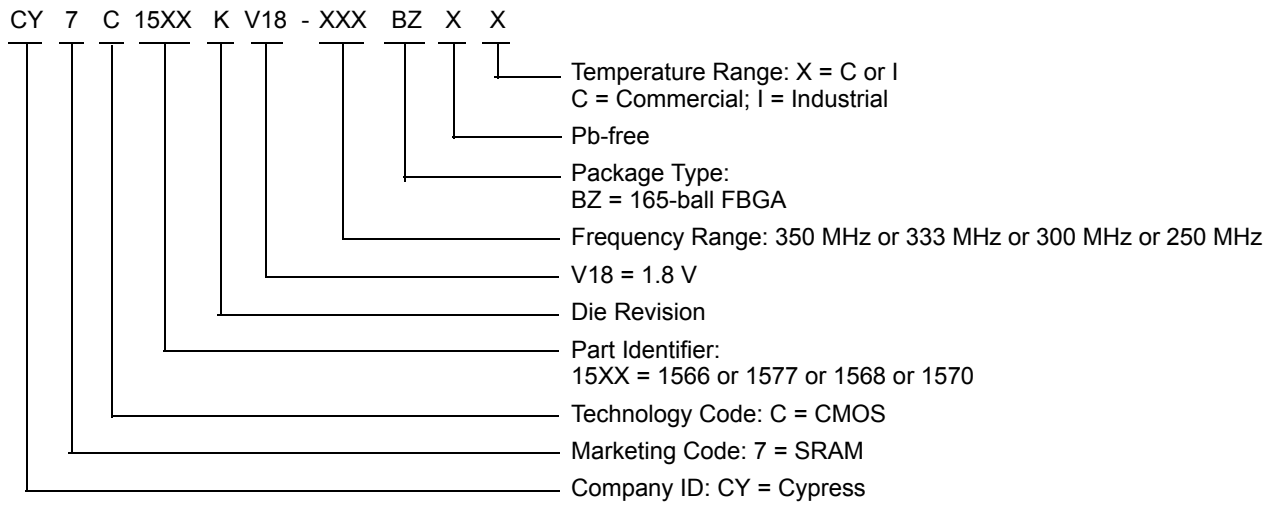 CY 7 C 15XX K V18 - XXX BZ X X
Temperature Range: X = C or I
C = Commercial; I = Industrial
Pb-free
Package Type:
BZ = 165-ball FBGA
Frequency Range: 350 MHz or 333 MHz or 300 MHz or 250 MHz
V18 = 1.8 V
Die Revision
Part Identifier:
15XX = 1566 or 1577 or 1568 or 1570
Technology Code: C = CMOS
Marketing Code: 7 = SRAM
Company ID: CY = Cypress